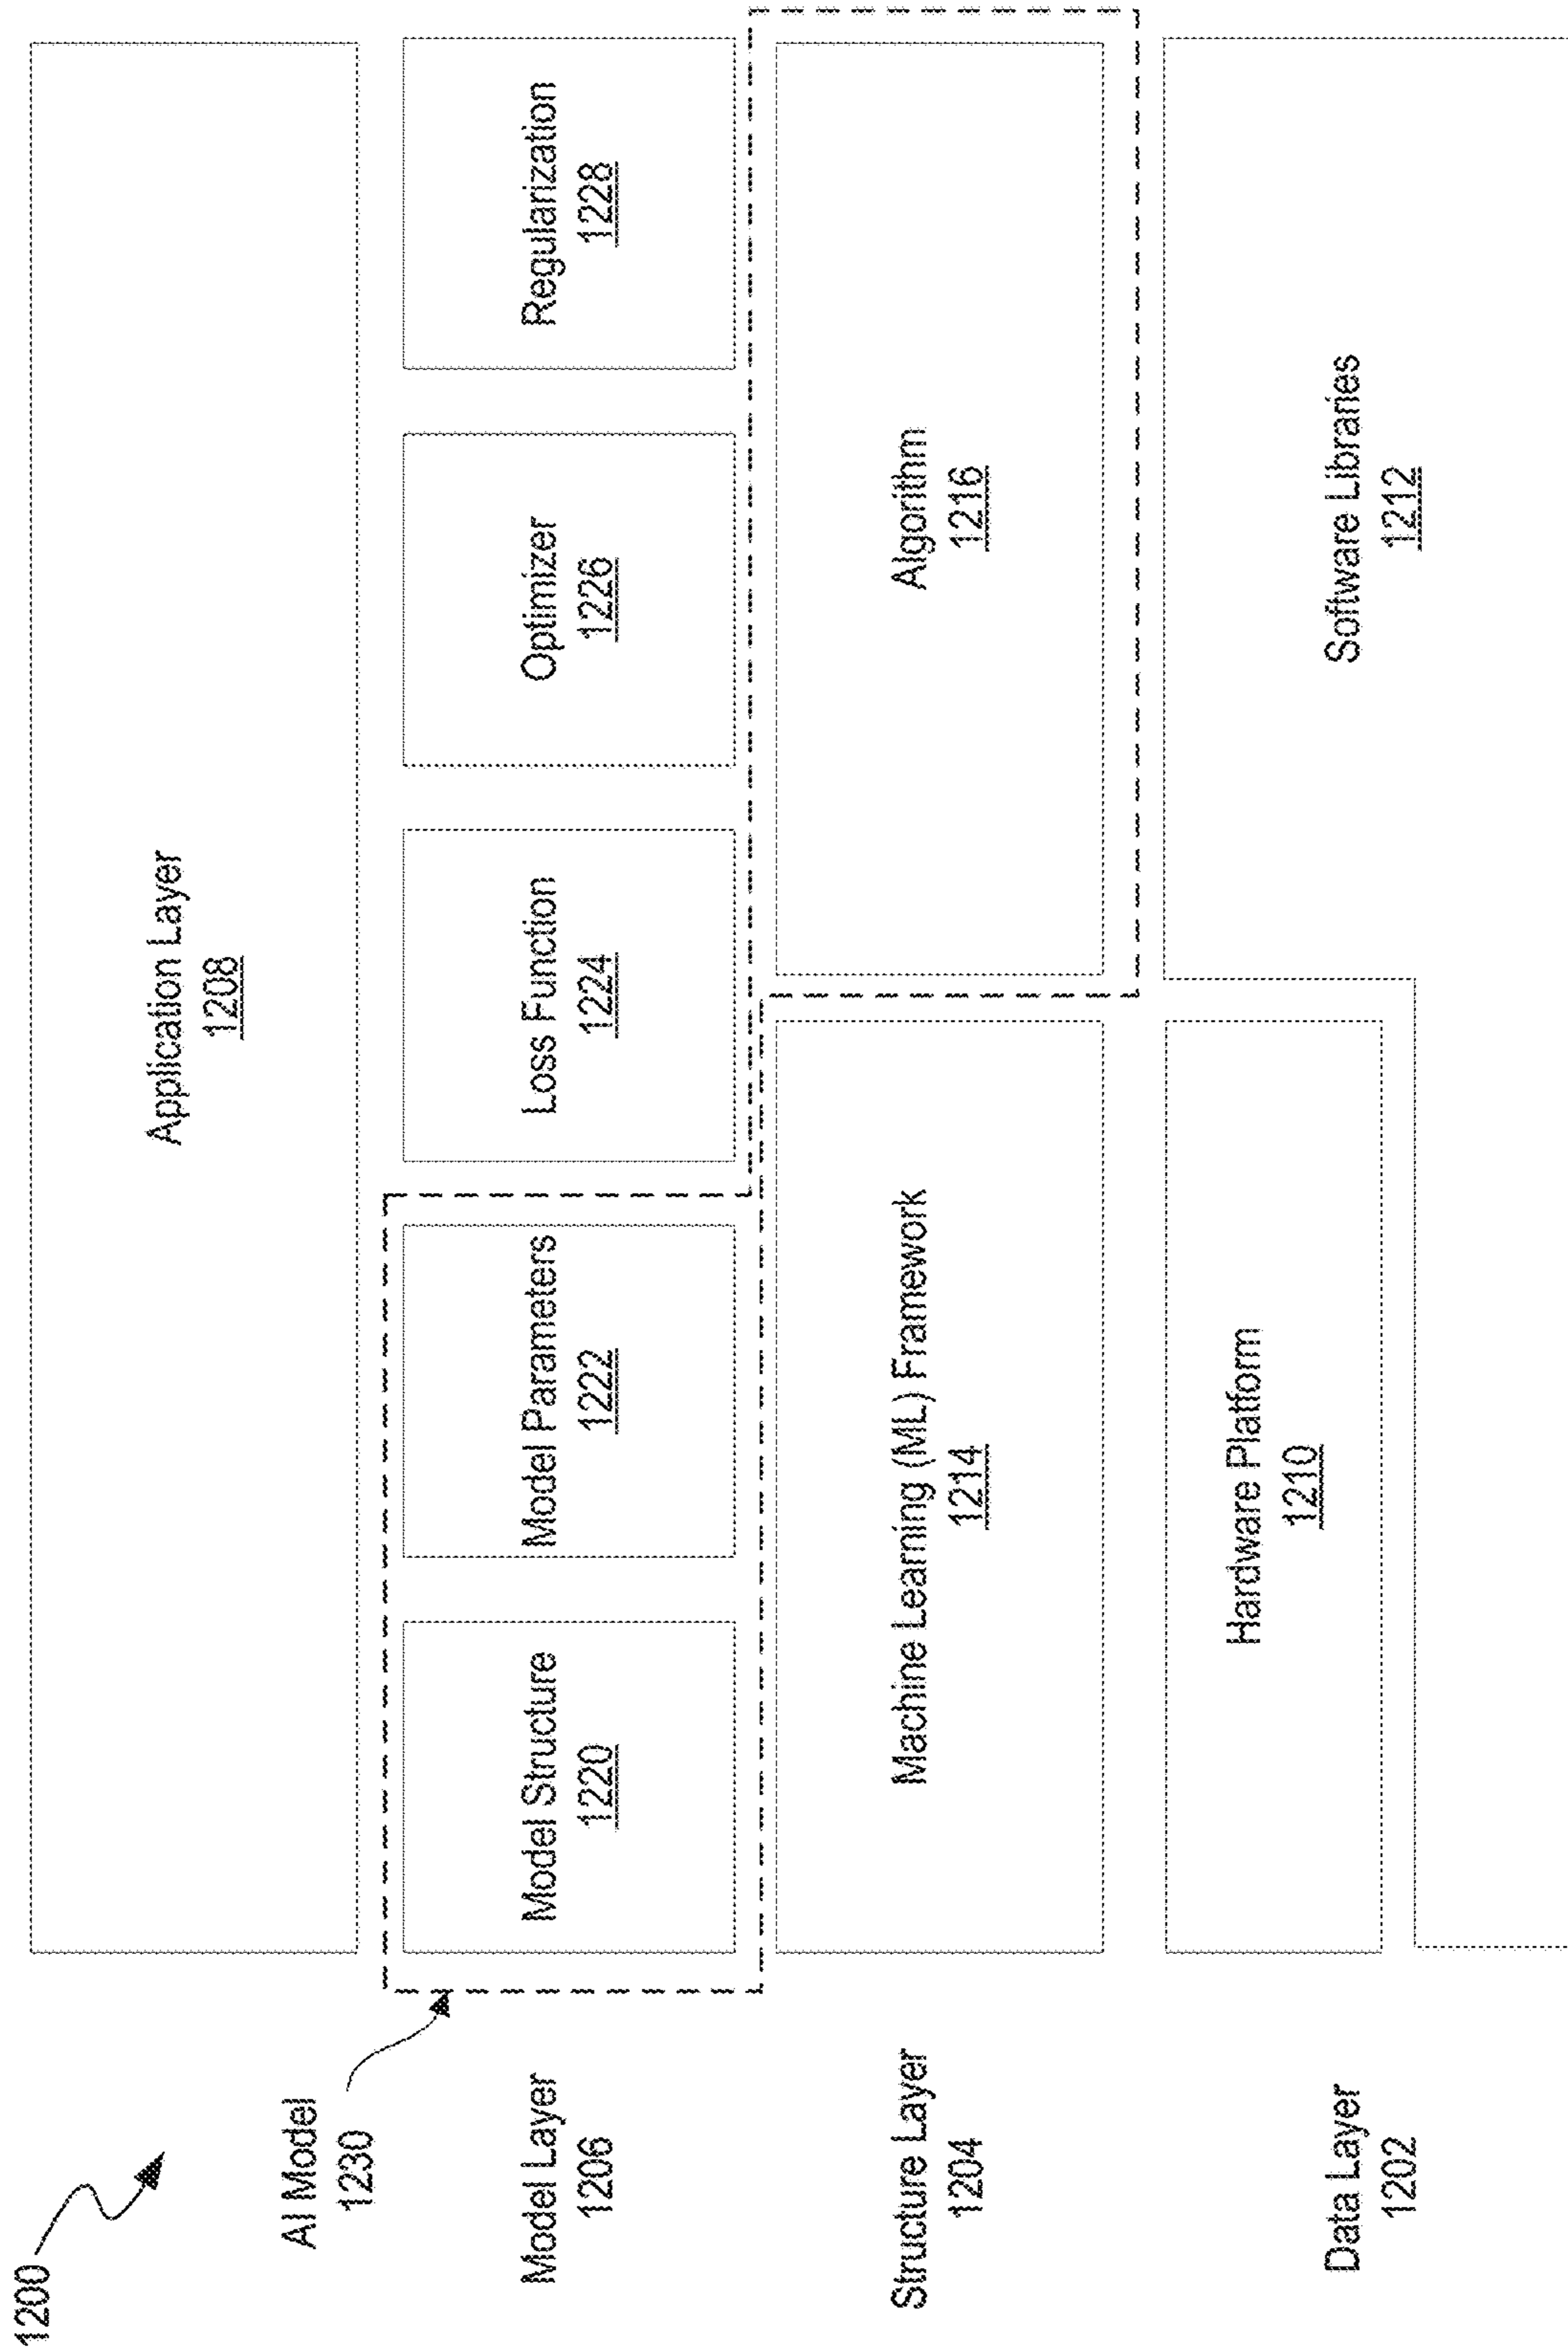 1200
Application Layer
1208
AI Model
1230
Model Layer
1206
Model Structure
1220
Model Parameters
1222
Loss Function
1224
Optimizer
1226
Regularization
1228
Structure Layer
1204
Machine Learning (ML) Framework
1214
Algorithm
1216
Data Layer
1202
Hardware Platform
1210
Software Libraries
1212